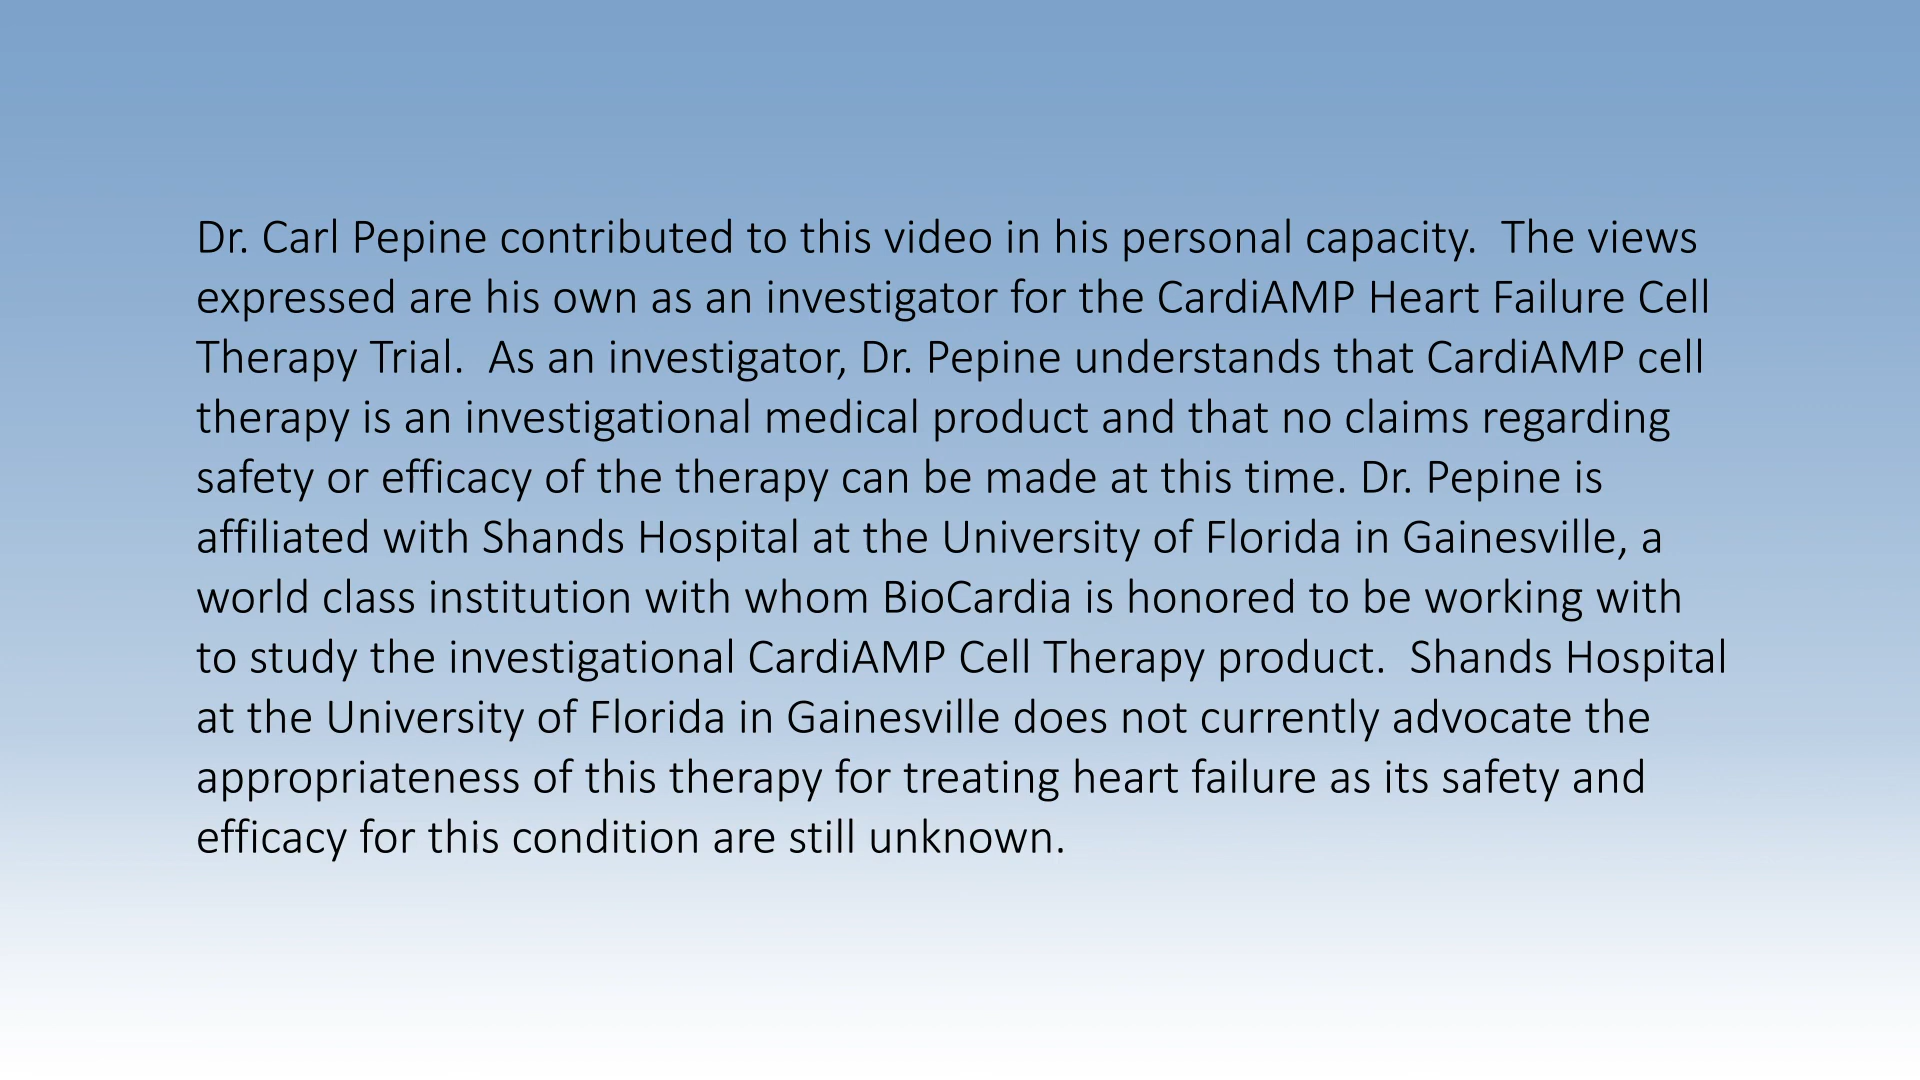 Dr. Carl Pepine contributed to this video in his personal capacity.  The views
expressed are his own as an investigator for the CardiAMP Heart Failure Cell
Therapy Trial.  As an investigator, Dr. Pepine understands that CardiAMP cell
therapy is an investigational medical product and that no claims regarding
safety or efficacy of the therapy can be made at this time. Dr. Pepine is
affiliated with Shands Hospital at the University of Florida in Gainesville, a
world class institution with whom BioCardia is honored to be working with
to study the investigational CardiAMP Cell Therapy product.  Shands Hospital
at the University of Florida in Gainesville does not currently advocate the
appropriateness of this therapy for treating heart failure as its safety and
efficacy for this condition are still unknown.